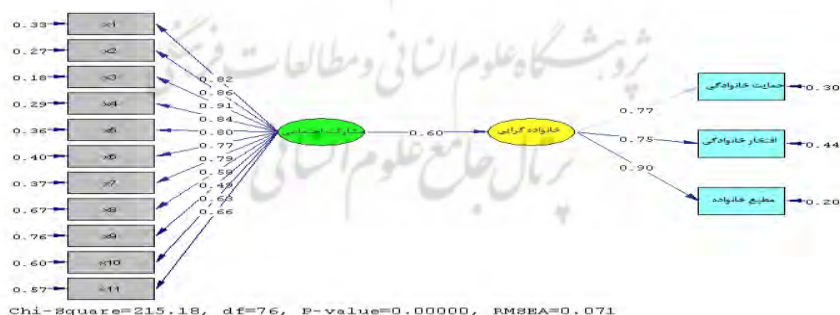 پژوهشگاه علوم انسانی و مطالعات فرهنگی
0.33 x1
0.27 x2
0.18 x3
0.29 x4
0.36 x5
0.40 x6
0.37 x7
0.67 x8
0.76 x9
0.60 x10
0.57 x11
0.82
0.86
0.91
0.84
0.80
0.77
0.79
0.58
0.49
0.63
0.66
مشارکت اجتماعی
0.60
خانواده گرایی
0.77
0.75
0.90
حمایت خانوادگی 0.30
افتخار خانوادگی 0.44
مطیع خانواده 0.20
پرتال جامع علوم انسانی
Chi-Square=215.18, df=76, P-value=0.00000, RMSEA=0.071